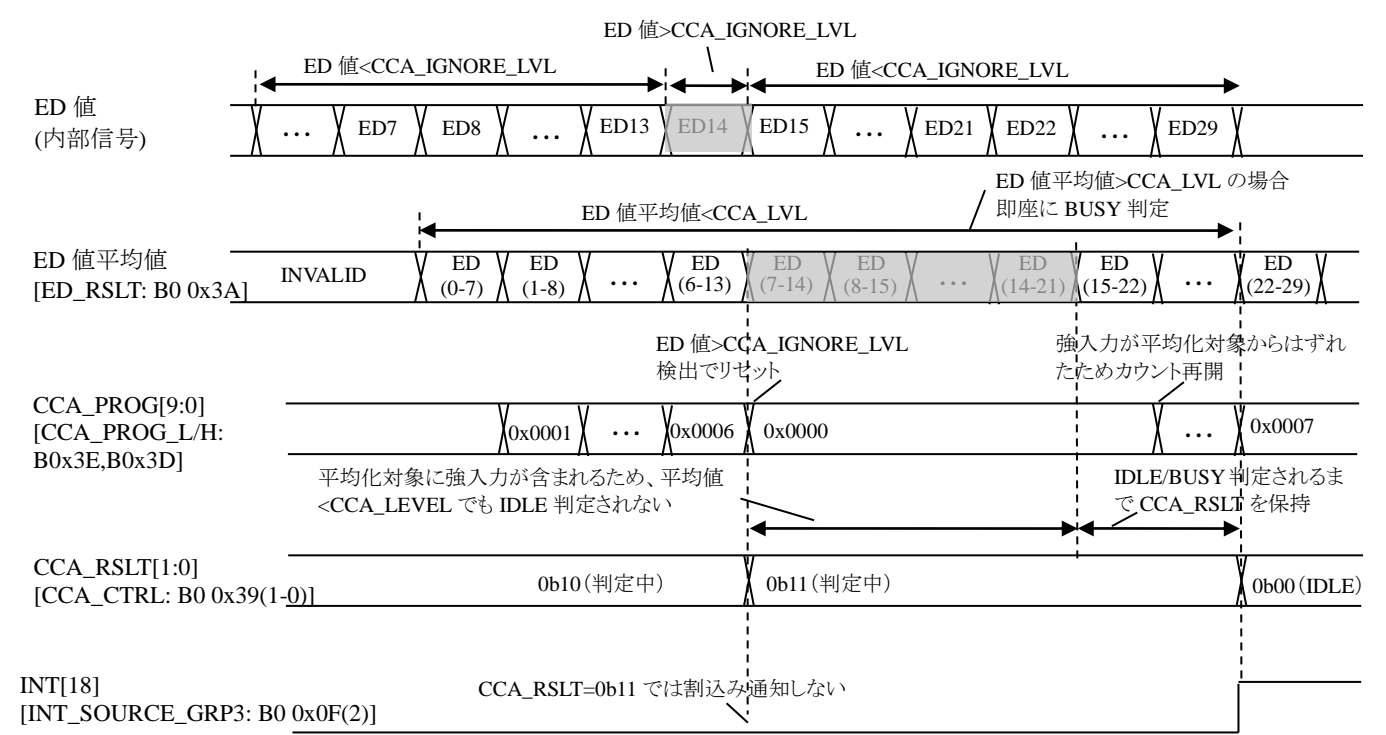 ED 値>CCA_IGNORE_LVL
ED 値<CCA_IGNORE_LVL
ED 値<CCA_IGNORE_LVL
ED 値
(内部信号)
… ED7 ED8 … ED13 ED14 ED15 … ED21 ED22 … ED29
ED 値平均値>CCA_LVL の場合
即座に BUSY 判定
ED 値平均値<CCA_LVL
ED 値平均値
[ED_RSLT: B0 0x3A]
INVALID
ED
(0-7)
ED
(1-8)
…
ED
(6-13)
ED
(7-14)
ED
(8-15)
…
ED
(14-21)
ED
(15-22)
…
ED
(22-29)
ED 値>CCA_IGNORE_LVL
検出でリセット
強入力が平均化対象からはずれ
たためカウント再開
CCA_PROG[9:0]
[CCA_PROG_L/H:
B0x3E,B0x3D]
0x0001 … 0x0006 0x0000 … 0x0007
平均化対象に強入力が含まれるため、平均値
<CCA_LEVEL でも IDLE 判定されない
IDLE/BUSY 判定されるま
で CCA_RSLT を保持
CCA_RSLT[1:0]
[CCA_CTRL: B0 0x39(1-0)]
0b10（判定中） 0b11（判定中） 0b00（IDLE）
INT[18]
[INT_SOURCE_GRP3: B0 0x0F(2)]
CCA_RSLT=0b11 では割込み通知しない